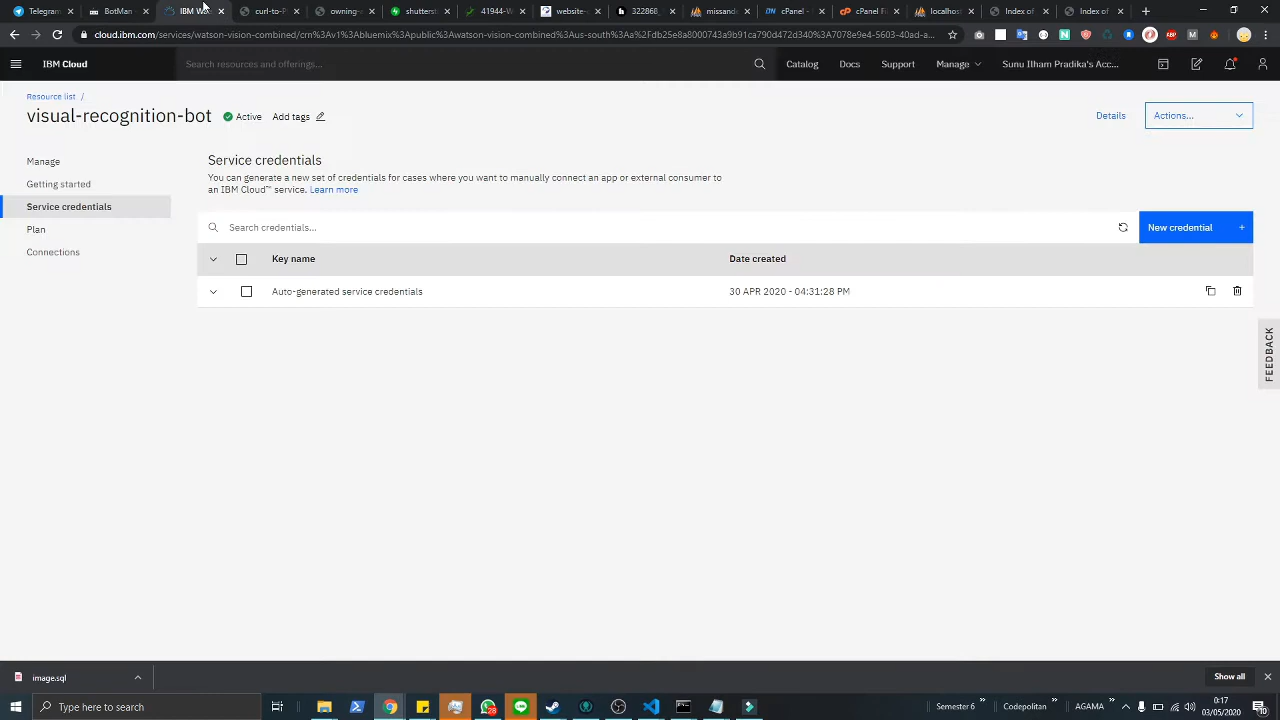 Telegram
BotMan
IBM Wa
curl-to-P
owning-
shutterst
41944-W
website-
322868
missand
cPanel -
cPanel Fi
localhos
Index of
Index of
cloud.ibm.com/services/watson-vision-combined/crn%3Av1%3Abluemix%3Apublic%3Awatson-vision-combined%3Aus-south%3Aa%2Fdb25e8a8000743a9b91ca790d472d340%3A7078e9e4-5603-40ad-a...
IBM Cloud
Search resources and offerings...
Catalog
Docs
Support
Manage
Sunu Ilham Pradika's Acc...
Resource list /
visual-recognition-bot
Active
Add tags
Details
Actions...
Manage
Getting started
Service credentials
Plan
Connections
Service credentials
You can generate a new set of credentials for cases where you want to manually connect an app or external consumer to
an IBM Cloud™ service. Learn more
Search credentials...
New credential +
Key name
Date created
Auto-generated service credentials
30 APR 2020 - 04:31:28 PM
FEEDBACK
image.sql
Show all
Type here to search
Semester 6
Codepolitan
AGAMA
0:17
03/05/2020